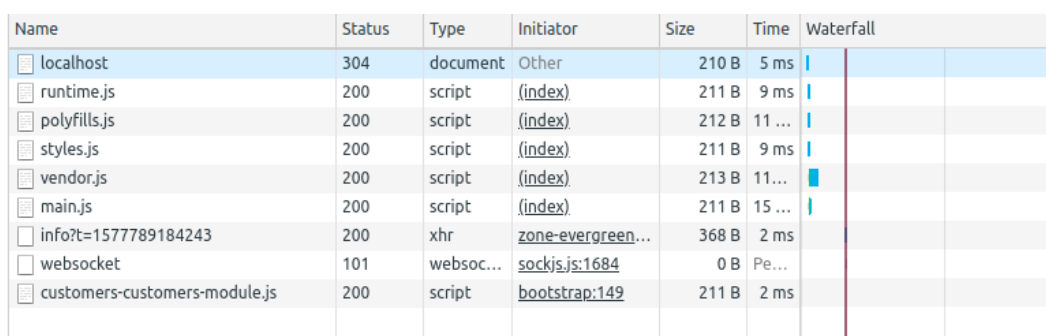 Name Status Type Initiator Size Time Waterfall
localhost 304 document Other 210 B 5 ms
runtime.js 200 script (index) 211 B 9 ms
polyfills.js 200 script (index) 212 B 11 ...
styles.js 200 script (index) 211 B 9 ms
vendor.js 200 script (index) 213 B 11...
main.js 200 script (index) 211 B 15 ...
info?t=1577789184243 200 xhr zone-evergreen... 368 B 2 ms
websocket 101 websoc... sockjs.js:1684 0 B Pe...
customers-customers-module.js 200 script bootstrap:149 211 B 2 ms